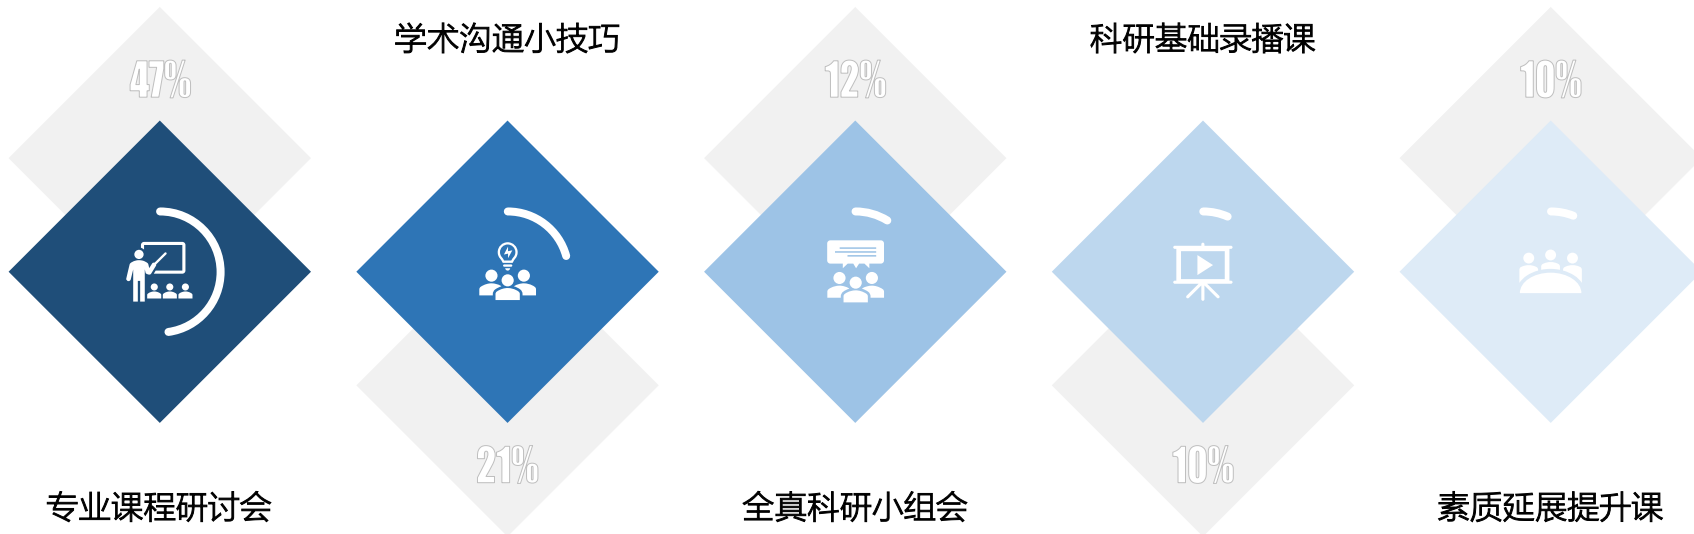 学术沟通小技巧
科研基础录播课
47%
12%
10%
21%
10%
专业课程研讨会
全真科研小组会
素质延展提升课